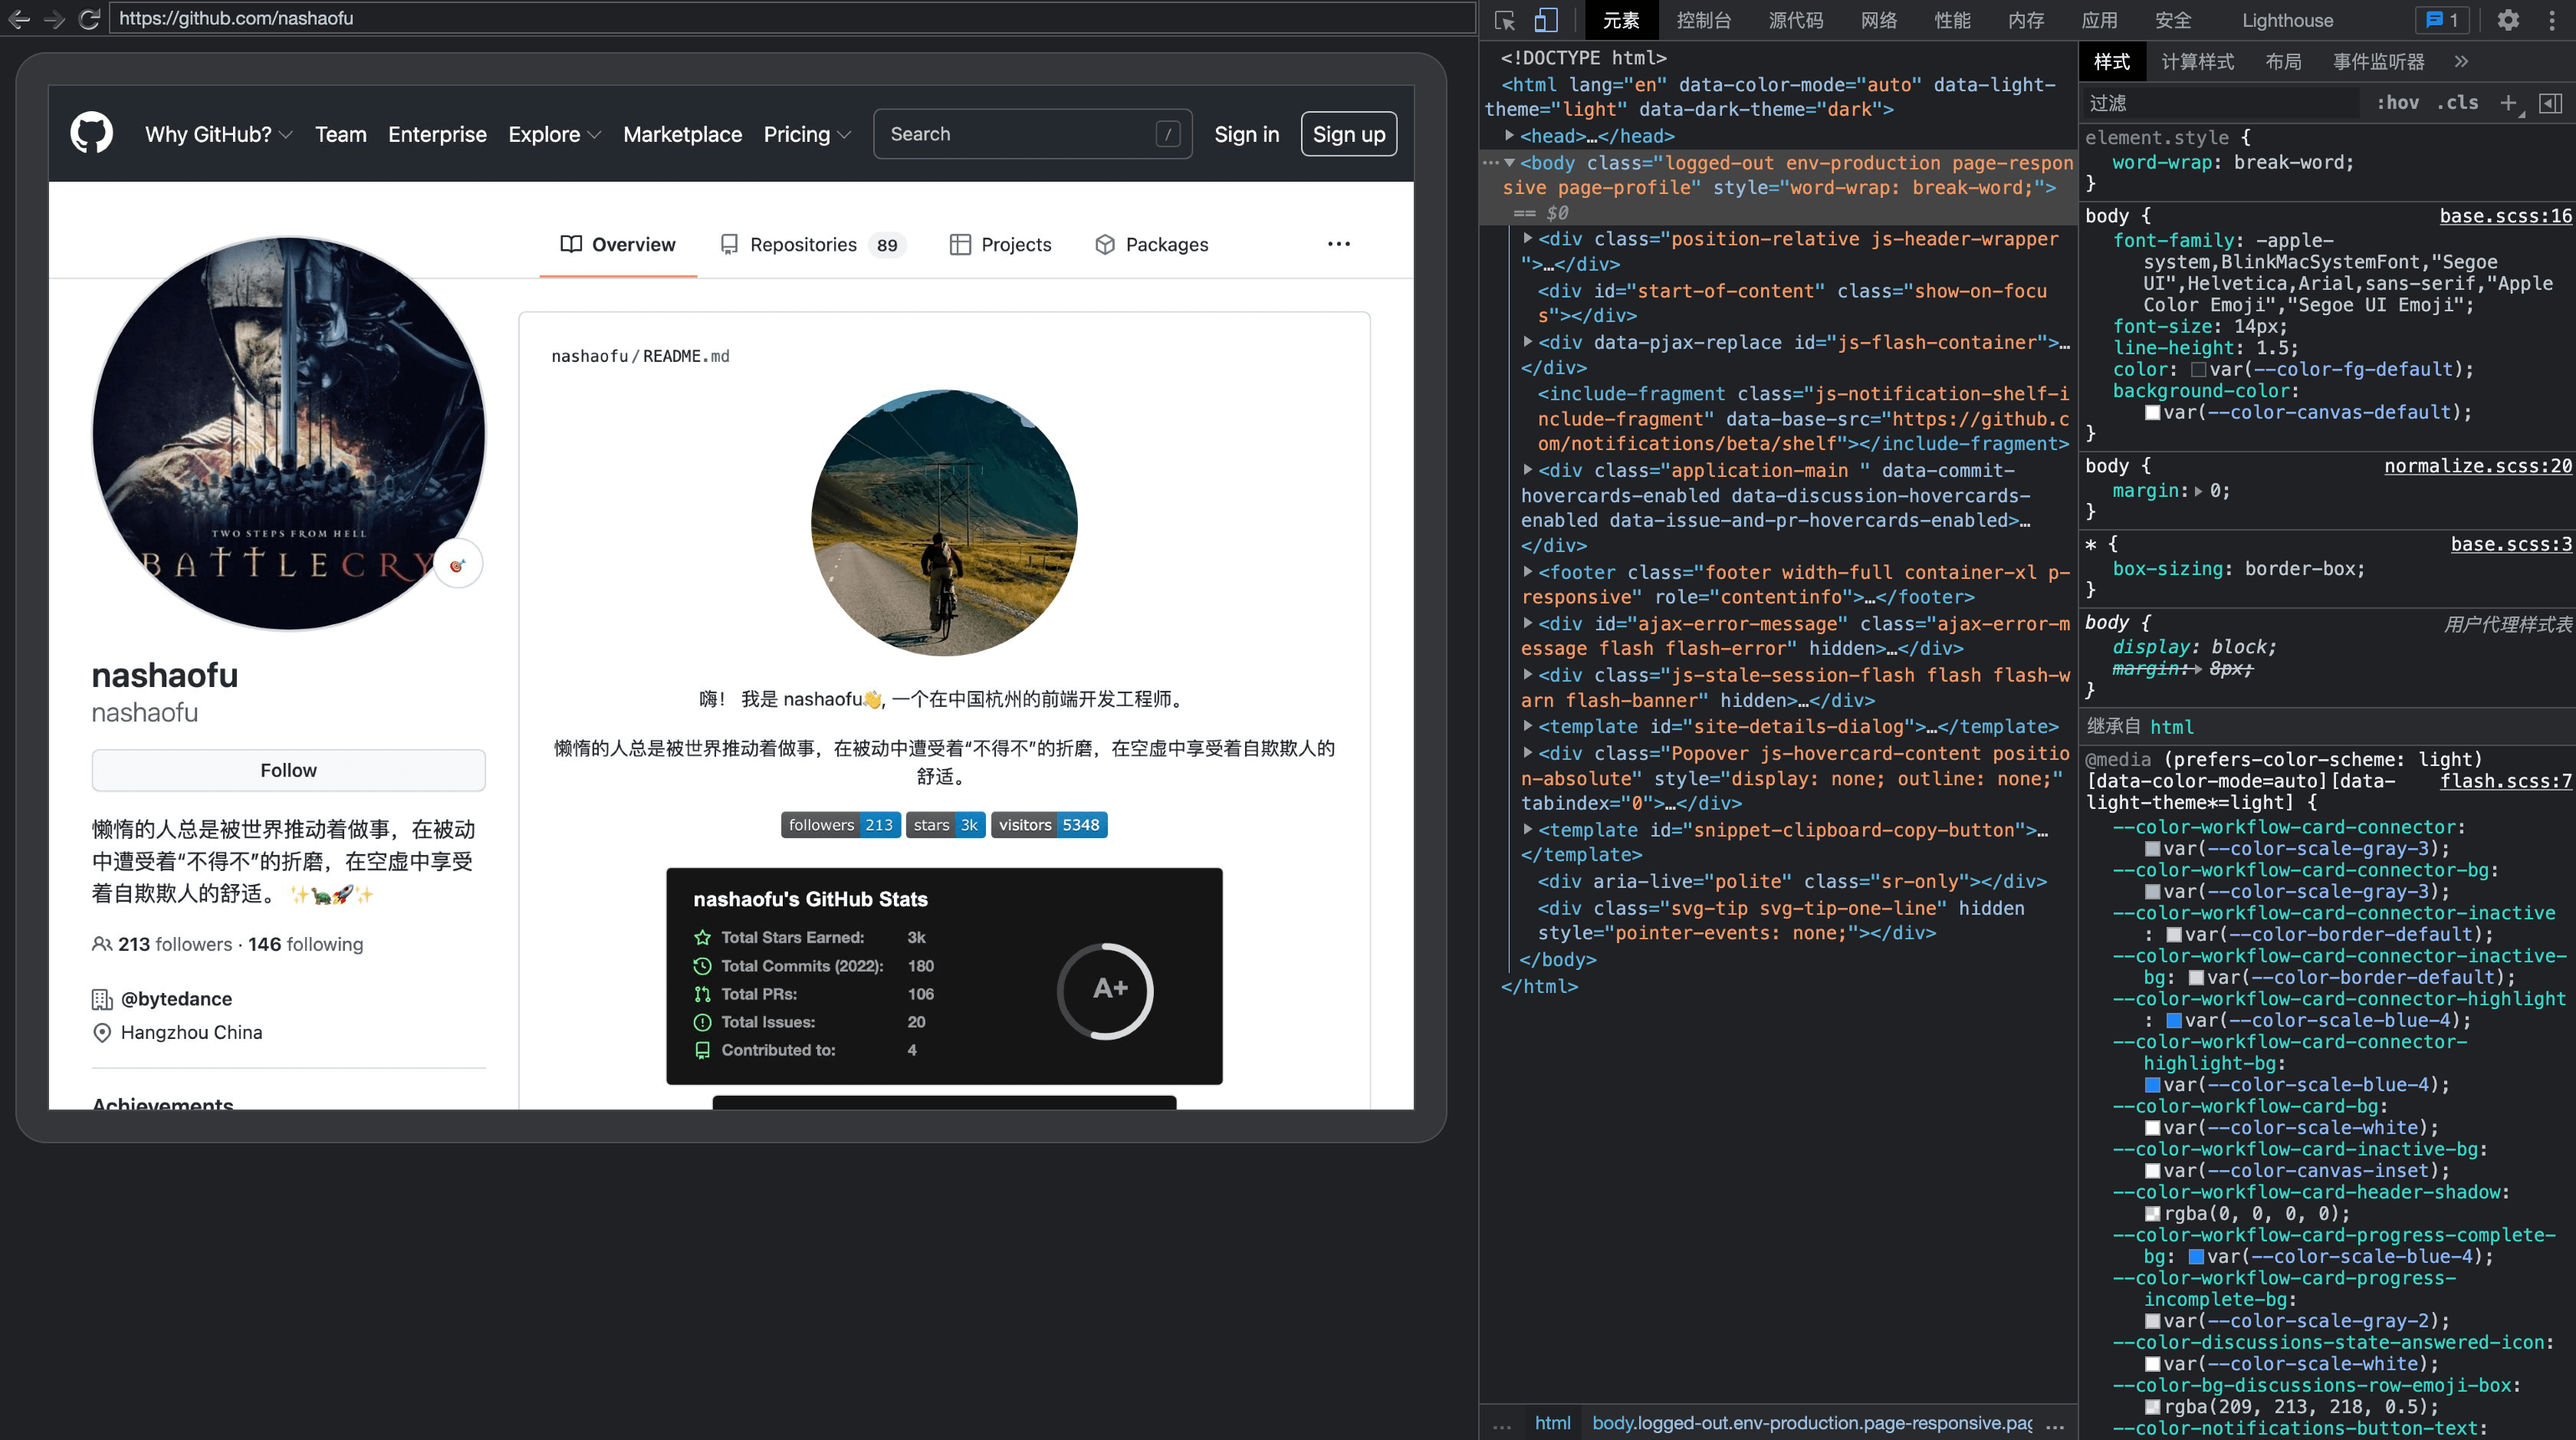 https://github.com/nashaofu
Why GitHub?
Team
Enterprise
Explore
Marketplace
Pricing
Search
/
Sign in
Sign up
Overview
Repositories 89
Projects
Packages
TWO STEPS FROM HELL
BATTLECRY
nashaofu
nashaofu
Follow
懒惰的人总是被世界推动着做事，在被动
中遭受着“不得不”的折磨，在空虚中享受
着自欺欺人的舒适。 ✨🐢🚀✨
213 followers · 146 following
@bytedance
Hangzhou China
Achievements
nashaofu/README.md
嗨！ 我是 nashaofu👋, 一个在中国杭州的前端开发工程师。
懒惰的人总是被世界推动着做事，在被动中遭受着“不得不”的折磨，在空虚中享受着自欺欺人的
舒适。
followers 213
stars 3k
visitors 5348
nashaofu's GitHub Stats
Total Stars Earned: 3k
Total Commits (2022): 180
Total PRs: 106
Total Issues: 20
Contributed to: 4
A+
元素
控制台
源代码
网络
性能
内存
应用
安全
Lighthouse
1
<!DOCTYPE html>
<html lang="en" data-color-mode="auto" data-light-
theme="light" data-dark-theme="dark">
<head>…</head>
<body class="logged-out env-production page-respon
sive page-profile" style="word-wrap: break-word;">
== $0
<div class="position-relative js-header-wrapper
">…</div>
<div id="start-of-content" class="show-on-focu
s"></div>
<div data-pjax-replace id="js-flash-container">…
</div>
<include-fragment class="js-notification-shelf-i
nclude-fragment" data-base-src="https://github.c
om/notifications/beta/shelf"></include-fragment>
<div class="application-main " data-commit-
hovercards-enabled data-discussion-hovercards-
enabled data-issue-and-pr-hovercards-enabled>…
</div>
<footer class="footer width-full container-xl p-
responsive" role="contentinfo">…</footer>
<div id="ajax-error-message" class="ajax-error-m
essage flash flash-error" hidden>…</div>
<div class="js-stale-session-flash flash flash-w
arn flash-banner" hidden>…</div>
<template id="site-details-dialog">…</template>
<div class="Popover js-hovercard-content positio
n-absolute" style="display: none; outline: none;"
tabindex="0">…</div>
<template id="snippet-clipboard-copy-button">…
</template>
<div aria-live="polite" class="sr-only"></div>
<div class="svg-tip svg-tip-one-line" hidden
style="pointer-events: none;"></div>
</body>
</html>
… html body.logged-out.env-production.page-responsive.pag …
样式
计算样式
布局
事件监听器
»
过滤
:hov .cls +
element.style {
word-wrap: break-word;
}
body { base.scss:16
font-family: -apple-
system,BlinkMacSystemFont,"Segoe
UI",Helvetica,Arial,sans-serif,"Apple
Color Emoji","Segoe UI Emoji";
font-size: 14px;
line-height: 1.5;
color: var(--color-fg-default);
background-color:
var(--color-canvas-default);
}
body { normalize.scss:20
margin: 0;
}
* { base.scss:3
box-sizing: border-box;
}
body { 用户代理样式表
display: block;
margin: 8px;
}
继承自 html
@media (prefers-color-scheme: light)
[data-color-mode=auto][data- flash.scss:7
light-theme*=light] {
--color-workflow-card-connector:
var(--color-scale-gray-3);
--color-workflow-card-connector-bg:
var(--color-scale-gray-3);
--color-workflow-card-connector-inactive
: var(--color-border-default);
--color-workflow-card-connector-inactive-
bg: var(--color-border-default);
--color-workflow-card-connector-highlight
: var(--color-scale-blue-4);
--color-workflow-card-connector-
highlight-bg:
var(--color-scale-blue-4);
--color-workflow-card-bg:
var(--color-scale-white);
--color-workflow-card-inactive-bg:
var(--color-canvas-inset);
--color-workflow-card-header-shadow:
rgba(0, 0, 0, 0);
--color-workflow-card-progress-complete-
bg: var(--color-scale-blue-4);
--color-workflow-card-progress-
incomplete-bg:
var(--color-scale-gray-2);
--color-discussions-state-answered-icon:
var(--color-scale-white);
--color-bg-discussions-row-emoji-box:
rgba(209, 213, 218, 0.5);
--color-notifications-button-text: